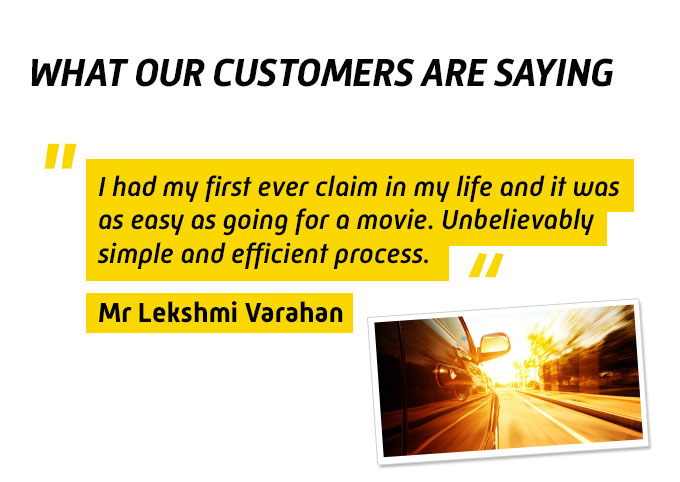 WHAT OUR CUSTOMERS ARE SAYING
"
I had my first ever claim in my life and it was
as easy as going for a movie. Unbelievably
simple and efficient process. "
Mr Lekshmi Varahan